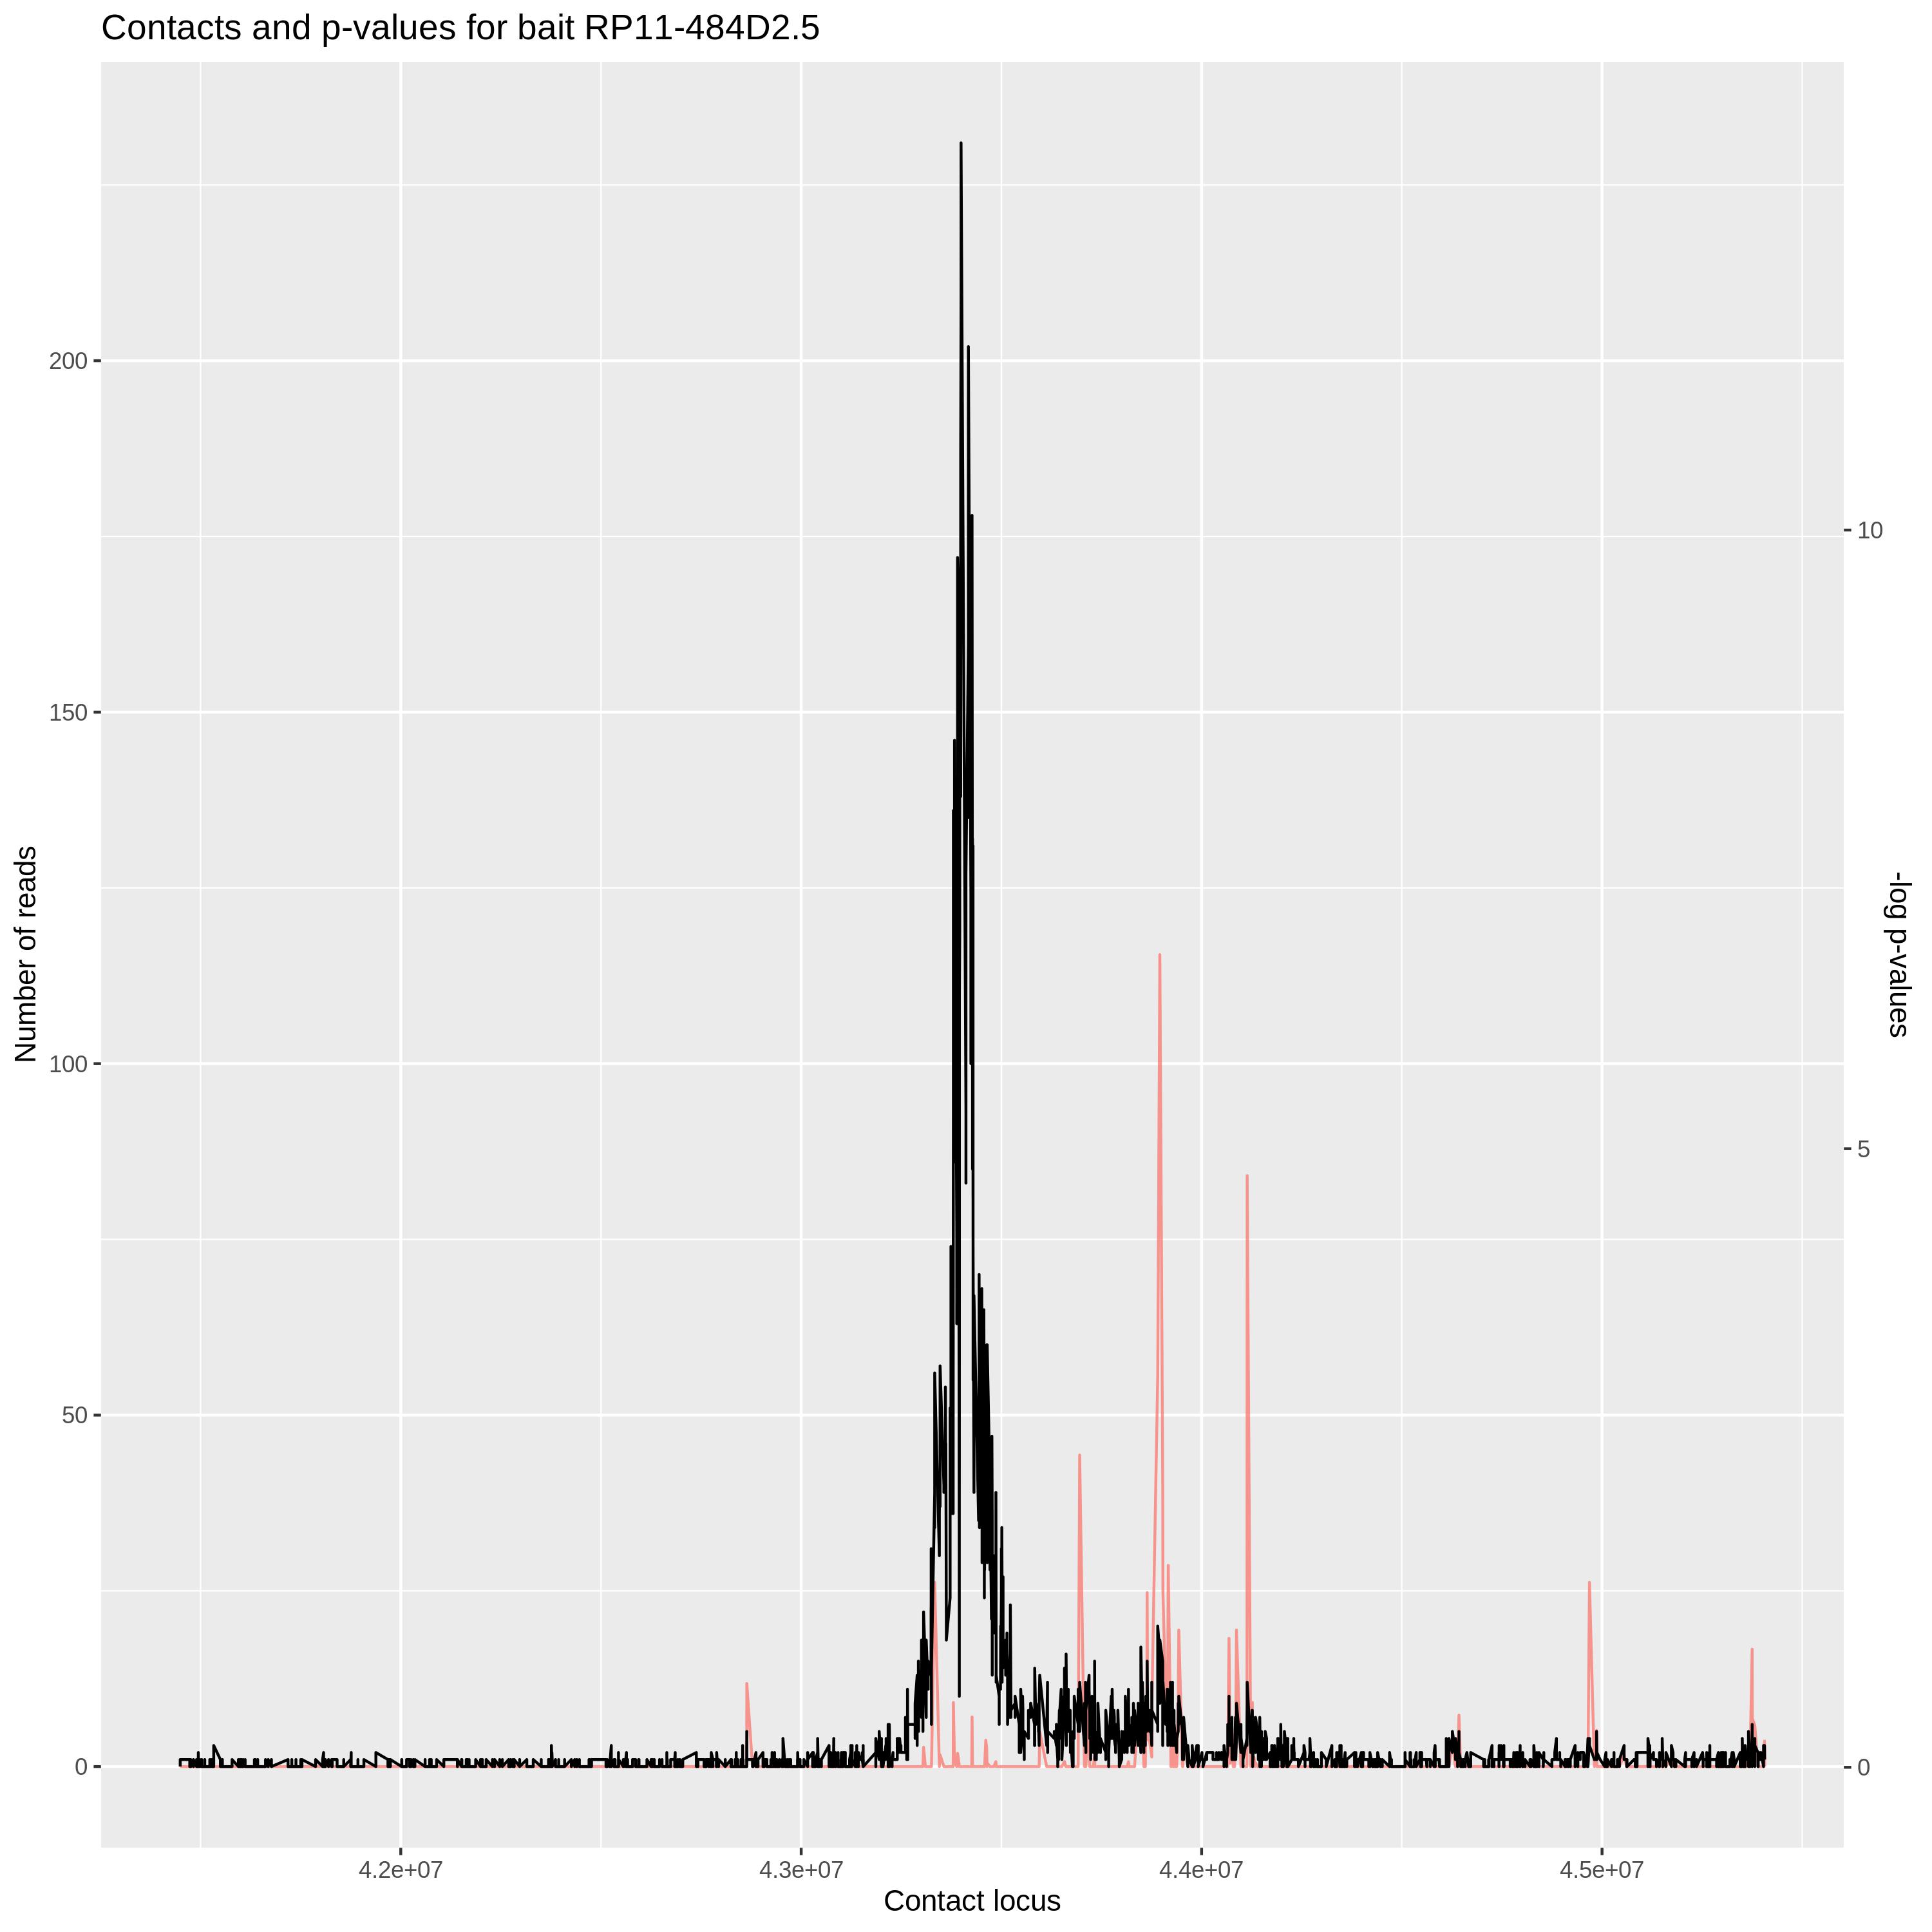 Contacts and p-values for bait RP11-484D2.5
200
150
100
50
0
Number of reads
10
5
0
-log p-values
4.2e+07
4.3e+07
4.4e+07
4.5e+07
Contact locus